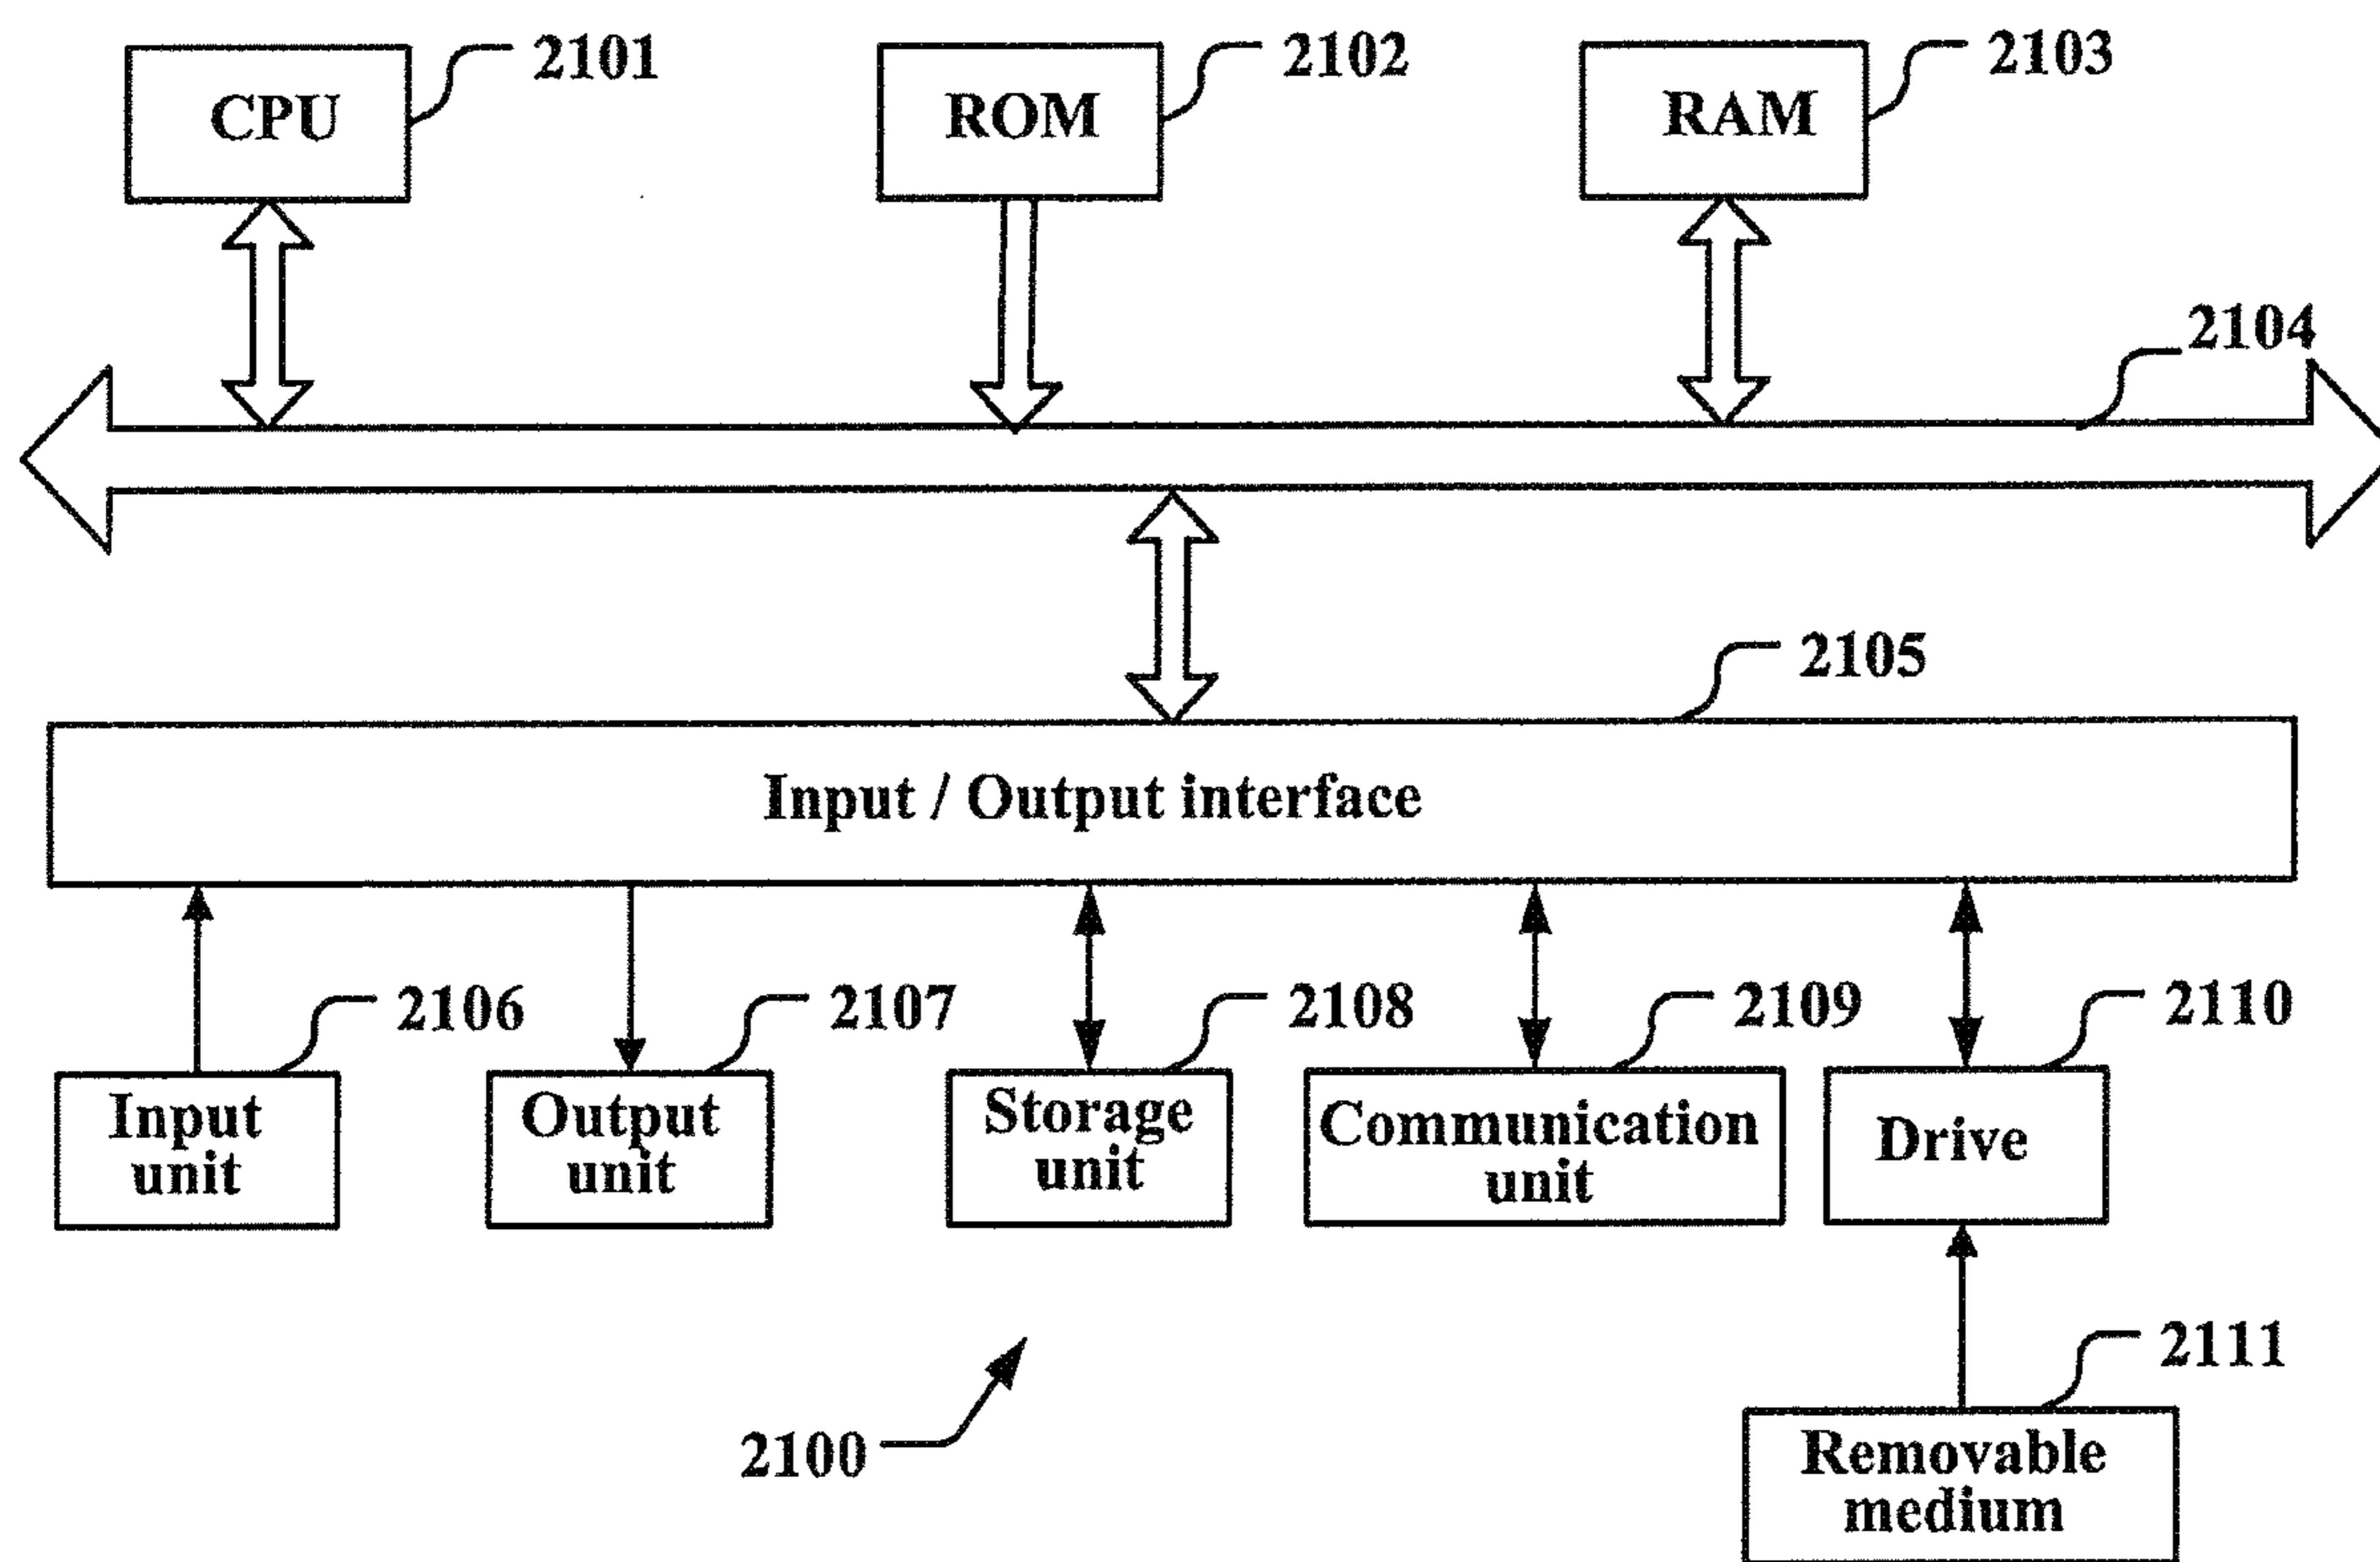 CPU
2101
ROM
2102
RAM
2103
2104
2105
Input / Output interface
2106
2107
2108
2109
2110
Input
unit
Output
unit
Storage
unit
Communication
unit
Drive
2111
2100
Removable
medium